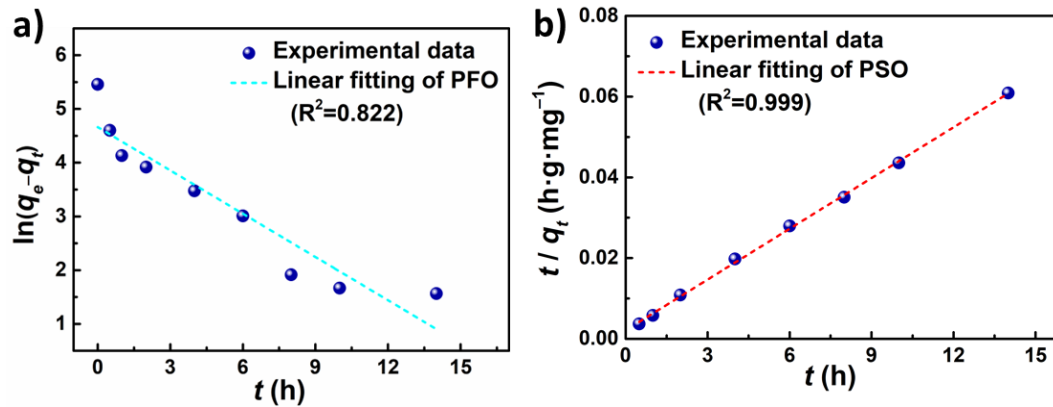 a)
Experimental data
Linear fitting of PFO
(R²=0.822)
ln(qₑ−qₜ)
6
5
4
3
2
1
0 3 6 9 12 15
t (h)
b)
Experimental data
Linear fitting of PSO
(R²=0.999)
t / qₜ (h·g·mg⁻¹)
0.08
0.06
0.04
0.02
0.00
3 6 9 12 15
t (h)